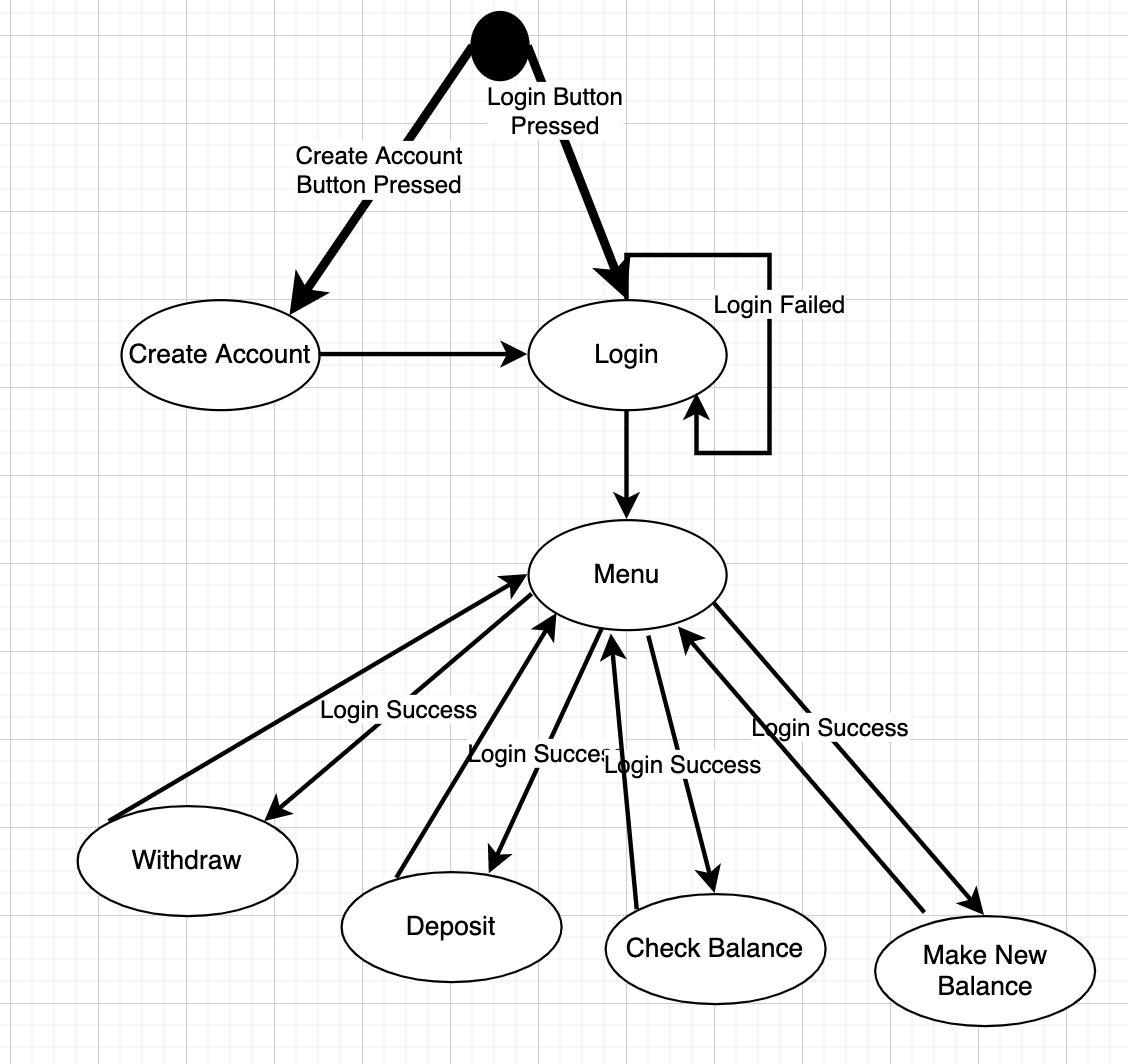 Login Button
Pressed
Create Account
Button Pressed
Login Failed
Create Account
Login
Menu
Login Success
Login Succes
Login Success
Login Success
Withdraw
Deposit
Check Balance
Make New
Balance